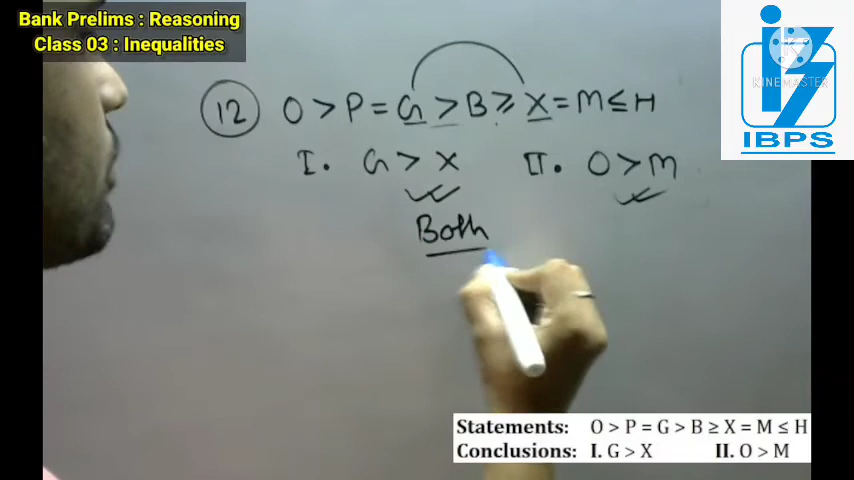 Bank Prelims : Reasoning
Class 03 : Inequalities
KINEMASTER
IBPS
12 O > P = G > B ≥ X = M ≤ H
I. G > X II. O > M
Both
Statements: O > P = G > B ≥ X = M ≤ H
Conclusions: I. G > X II. O > M